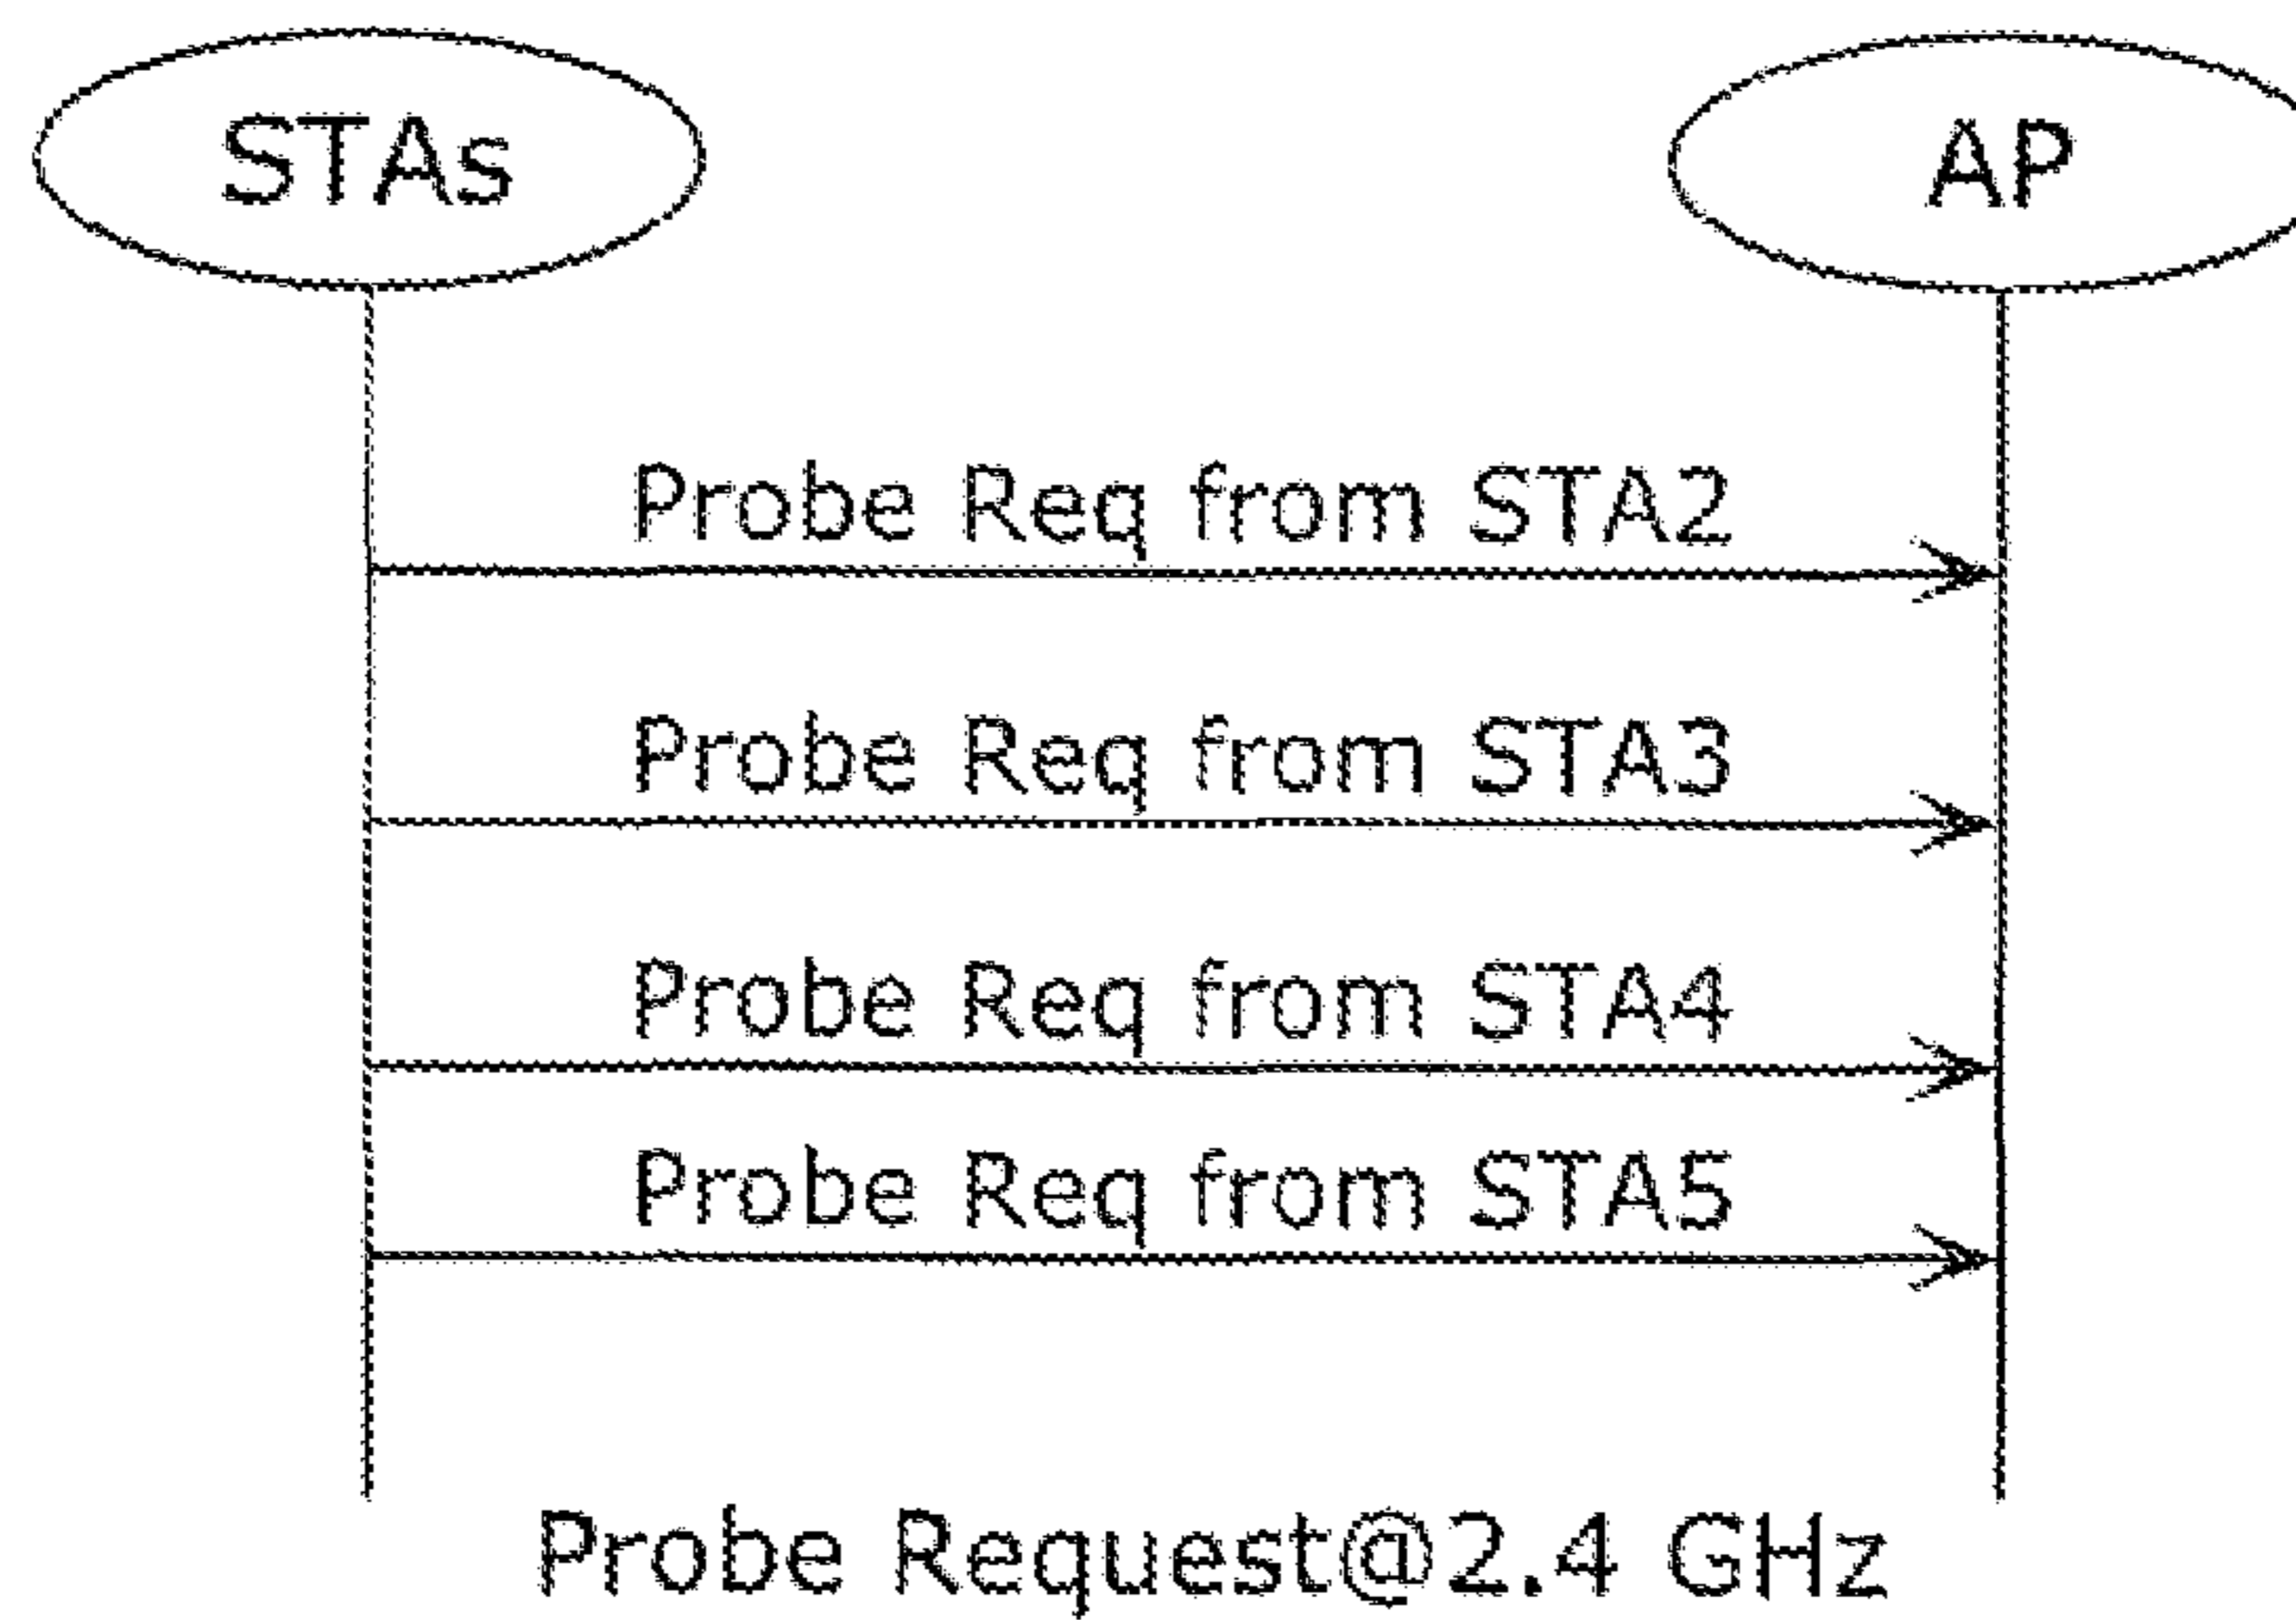 STAs
AP
Probe Req from STA2
Probe Req from STA3
Probe Req from STA4
Probe Req from STA5
Probe Request@2.4 GHz